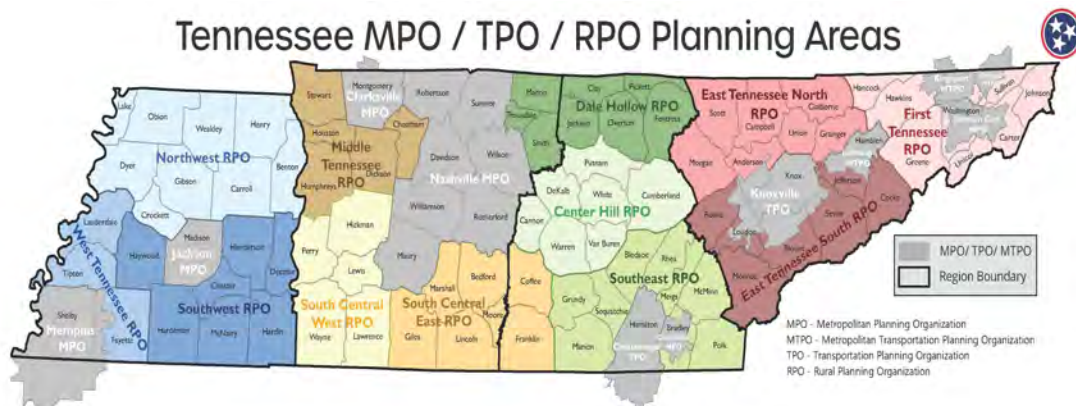 Tennessee MPO / TPO / RPO Planning Areas
Lake
Obion
Weakley
Henry
Dyer
Northwest RPO
Benton
Gibson
Carroll
Crockett
Lauderdale
Tipton
West Tennessee RPO
Haywood
Madison
Jackson MPO
Henderson
Decatur
Chester
Southwest RPO
Shelby
Memphis MPO
Fayette
Hardeman
McNairy
Hardin
Stewart
Montgomery
Clarksville MPO
Robertson
Sumner
Houston
Cheatham
Middle Tennessee RPO
Dickson
Humphreys
Davidson
Wilson
Nashville MPO
Williamson
Rutherford
Maury
Hickman
Perry
Lewis
South Central West RPO
Wayne
Lawrence
Marshall
Bedford
South Central East RPO
Moore
Giles
Lincoln
Coffee
Franklin
Macon
Trousdale
Smith
Clay
Pickett
Dale Hollow RPO
Jackson
Overton
Fentress
Putnam
DeKalb
White
Cumberland
Center Hill RPO
Cannon
Warren
Van Buren
Bledsoe
Rhea
Southeast RPO
Meigs
McMinn
Grundy
Sequatchie
Hamilton
Bradley
Chattanooga TPO
Marion
Polk
East Tennessee North RPO
Scott
Campbell
Claiborne
Union
Grainger
Hamblen
Morgan
Anderson
Knox
Knoxville TPO
Jefferson
Roane
Loudon
Blount
Sevier
Cocke
Monroe
East Tennessee South RPO
Hancock
Hawkins
First Tennessee RPO
Greene
Washington
Sullivan
Johnson
Carter
Unicoi
MPO/ TPO/ MTPO
Region Boundary
MPO - Metropolitan Planning Organization
MTPO - Metropolitan Transportation Planning Organization
TPO - Transportation Planning Organization
RPO - Rural Planning Organization